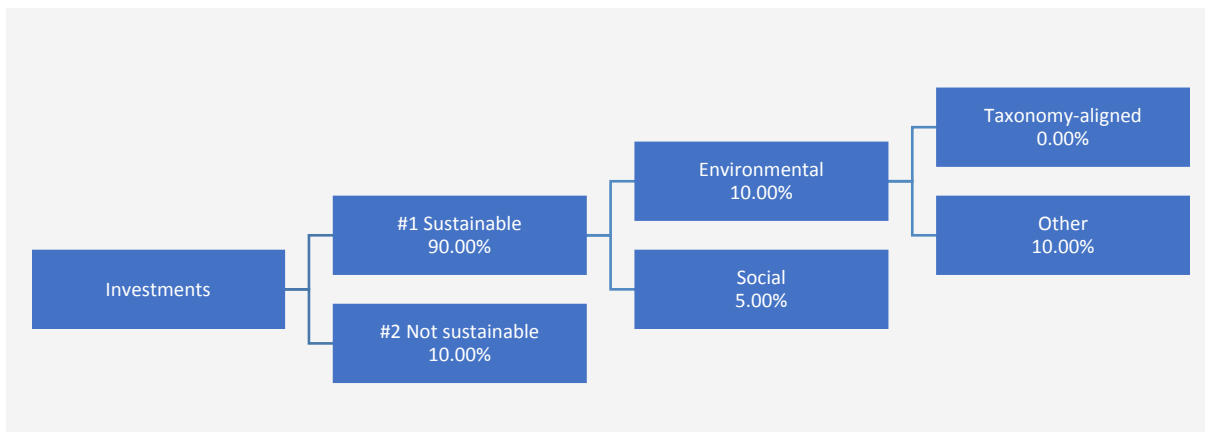 Investments
#1 Sustainable
90.00%
#2 Not sustainable
10.00%
Environmental
10.00%
Social
5.00%
Taxonomy-aligned
0.00%
Other
10.00%